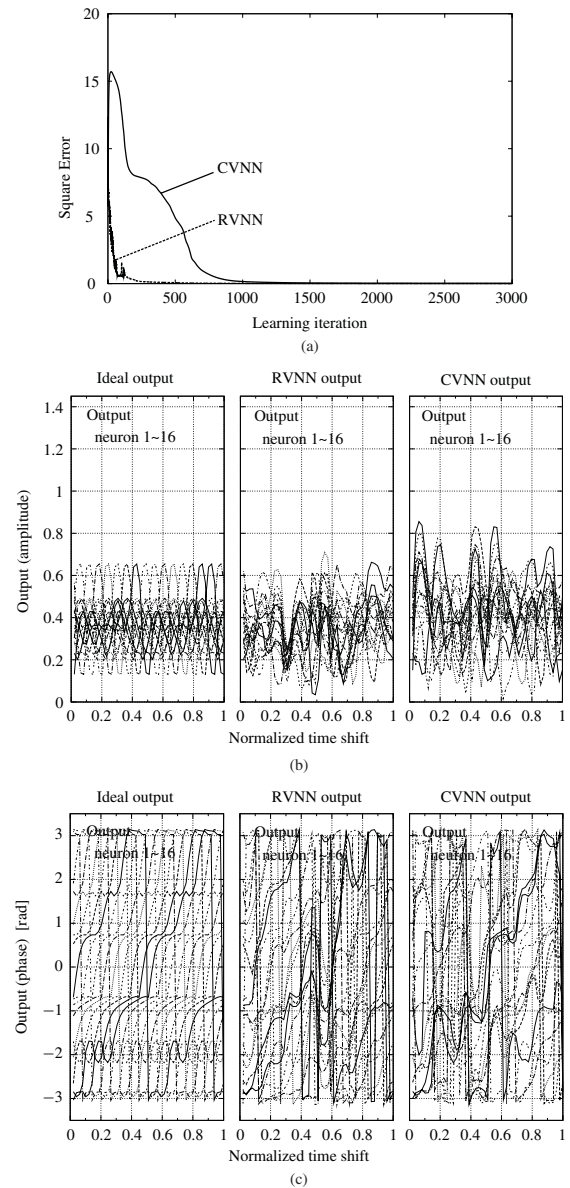 20
15
10
5
0
Square Error
CVNN
RVNN
0 500 1000 1500 2000 2500 3000
Learning iteration
(a)
Ideal output RVNN output CVNN output
Output (amplitude)
1.4
1.2
1
0.8
0.6
0.4
0.2
0
Output
neuron 1~16
Output
neuron 1~16
Output
neuron 1~16
0 0.2 0.4 0.6 0.8 1
0 0.2 0.4 0.6 0.8 1
0 0.2 0.4 0.6 0.8 1
Normalized time shift
(b)
Ideal output RVNN output CVNN output
Output (phase) [rad]
3
2
1
0
−1
−2
−3
Output
neuron 1~16
Output
neuron 1~16
Output
neuron 1~16
0 0.2 0.4 0.6 0.8 1
0 0.2 0.4 0.6 0.8 1
0 0.2 0.4 0.6 0.8 1
Normalized time shift
(c)